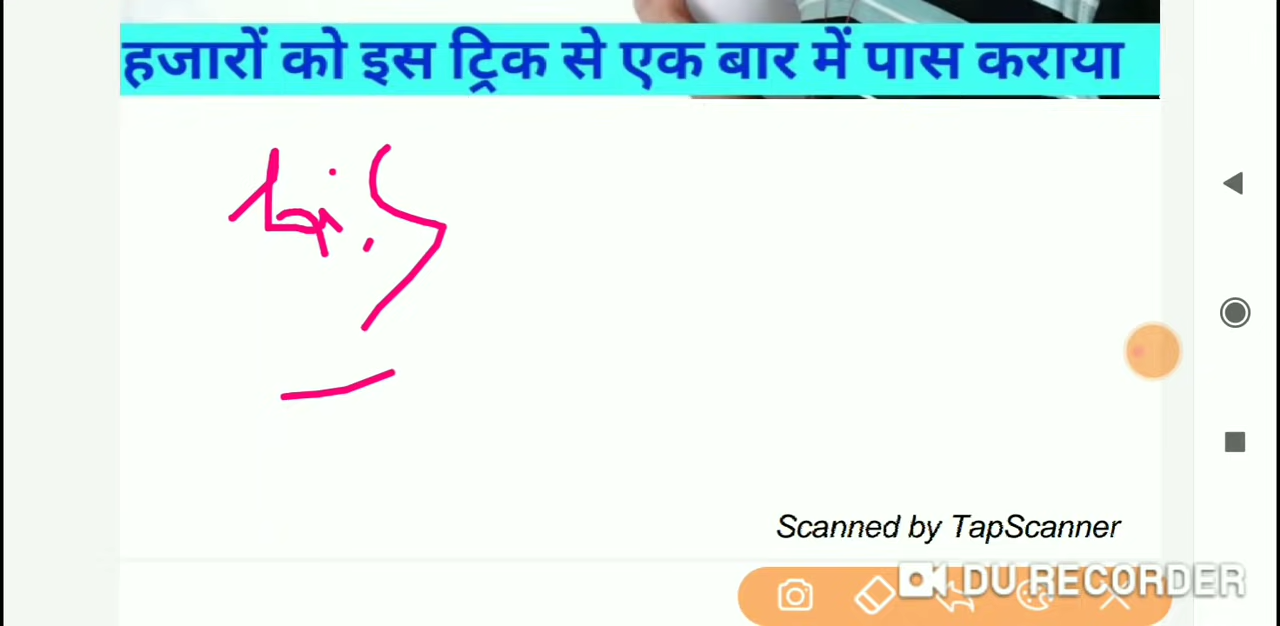 हजारों को इस ट्रिक से एक बार में पास कराया
Scanned by TapScanner
DU RECORDER